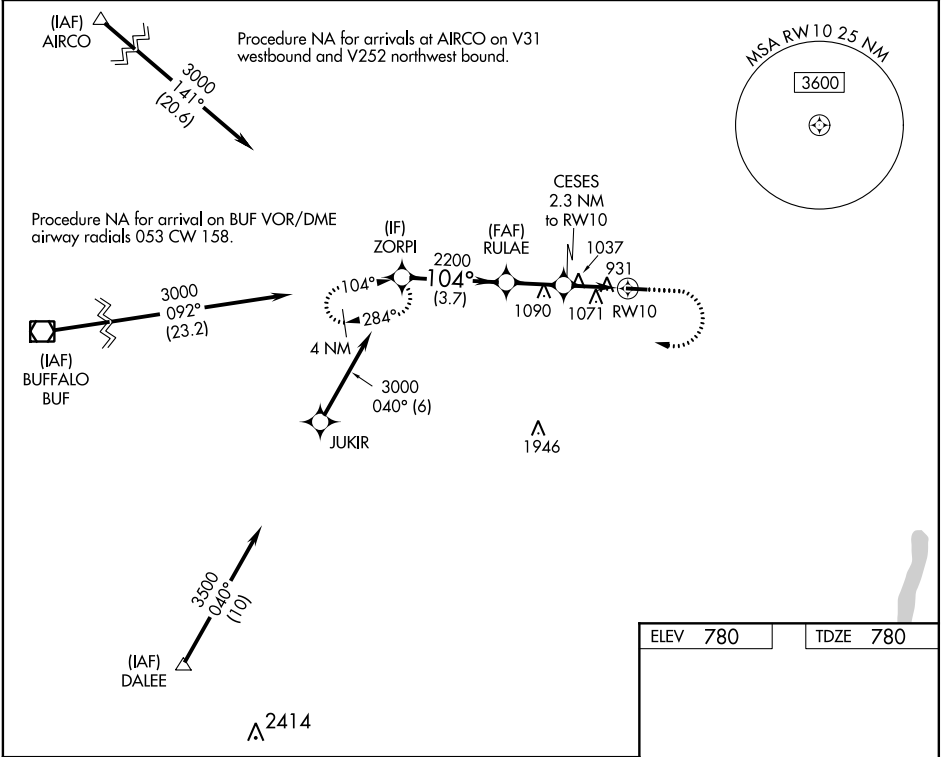 (IAF)
AIRCO
3000
141°
(20.6)
Procedure NA for arrivals at AIRCO on V31
westbound and V252 northwest bound.
MSA RW10 25 NM
3600
Procedure NA for arrival on BUF VOR/DME
airway radials 053 CW 158.
CESES
2.3 NM
to RW10
(IF)
ZORPI
(FAF)
RULAE
1037
931
2200
104°
(3.7)
104°
284°
4 NM
1090
1071
RW10
3000
092°
(23.2)
(IAF)
BUFFALO
BUF
3000
040° (6)
JUKIR
1946
3500
040°
(10)
(IAF)
DALEE
2414
ELEV 780
TDZE 780